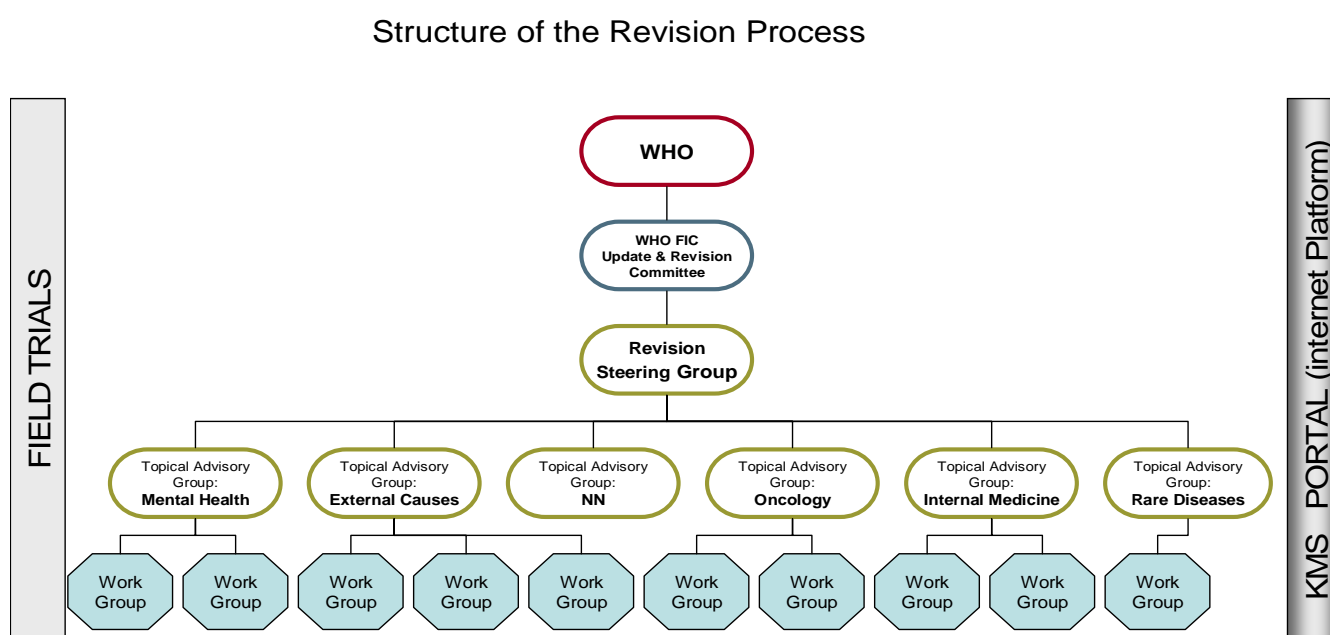 Structure of the Revision Process
FIELD TRIALS
KMS PORTAL (internet Platform)
WHO
WHO FIC
Update & Revision
Committee
Revision
Steering Group
Topical Advisory
Group:
Mental Health
Topical Advisory
Group:
External Causes
Topical Advisory
Group:
NN
Topical Advisory
Group:
Oncology
Topical Advisory
Group:
Internal Medicine
Topical Advisory
Group:
Rare Diseases
Work
Group
Work
Group
Work
Group
Work
Group
Work
Group
Work
Group
Work
Group
Work
Group
Work
Group
Work
Group